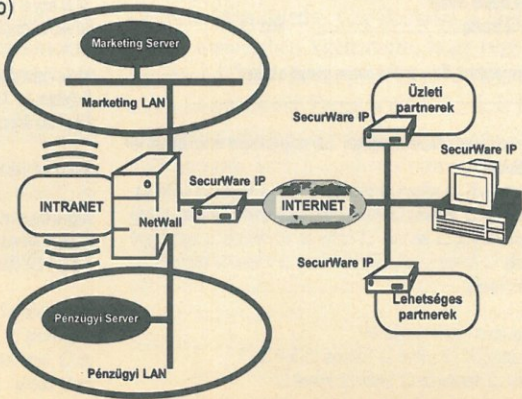 b)
Marketing Server
Marketing LAN
Üzleti
partnerek
SecurWare IP
SecurWare IP
SecurWare IP
INTRANET
NetWall
INTERNET
SecurWare IP
Pénzügyi Server
Lehetséges
partnerek
Pénzügyi LAN